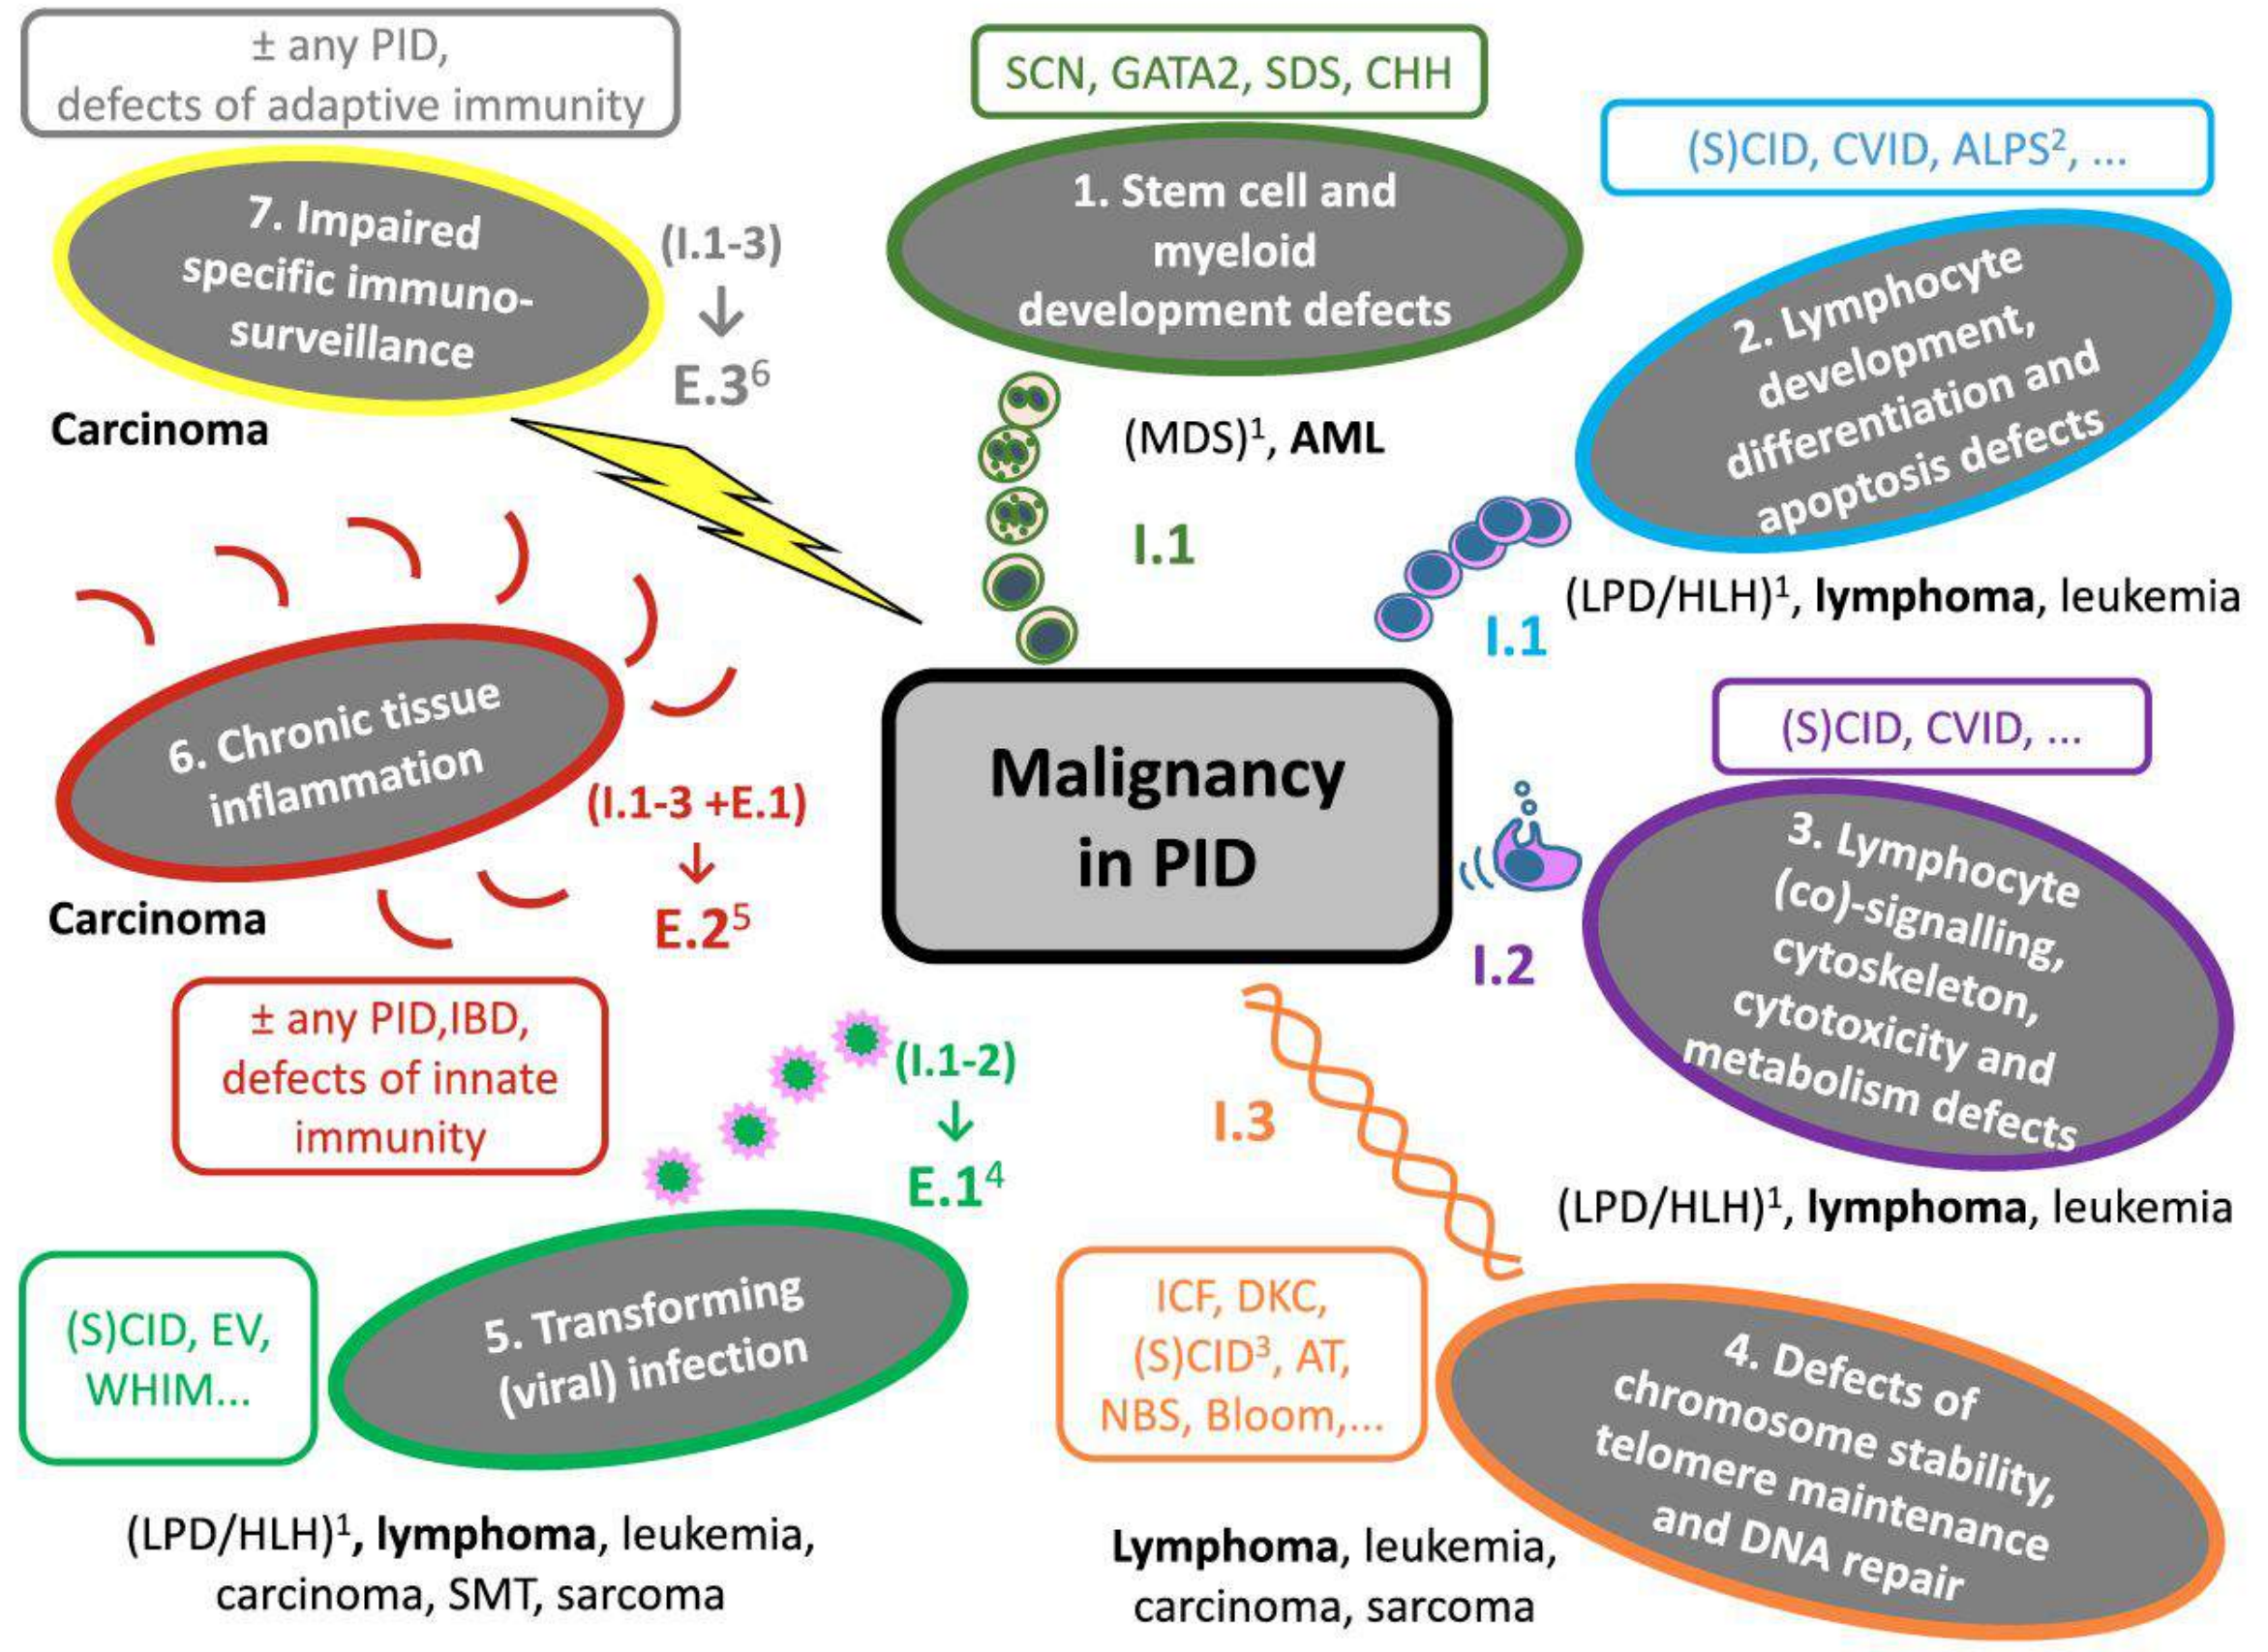 ± any PID,
defects of adaptive immunity
7. Impaired
specific immuno-
surveillance
(I.1-3)
↓
E.3⁶
Carcinoma
SCN, GATA2, SDS, CHH
1. Stem cell and
myeloid
development defects
(MDS)¹, AML
I.1
(S)CID, CVID, ALPS², ...
2. Lymphocyte
development,
differentiation and
apoptosis defects
I.1
(LPD/HLH)¹, lymphoma, leukemia
Malignancy
in PID
(S)CID, CVID, ...
3. Lymphocyte
(co)-signalling,
cytoskeleton,
cytotoxicity and
metabolism defects
I.2
(LPD/HLH)¹, lymphoma, leukemia
I.3
ICF, DKC,
(S)CID³, AT,
NBS, Bloom,...
4. Defects of
chromosome stability,
telomere maintenance
and DNA repair
Lymphoma, leukemia,
carcinoma, sarcoma
(I.1-2)
↓
E.1⁴
(S)CID, EV,
WHIM...
5. Transforming
(viral) infection
(LPD/HLH)¹, lymphoma, leukemia,
carcinoma, SMT, sarcoma
6. Chronic tissue
inflammation
(I.1-3 +E.1)
↓
E.2⁵
Carcinoma
± any PID,IBD,
defects of innate
immunity